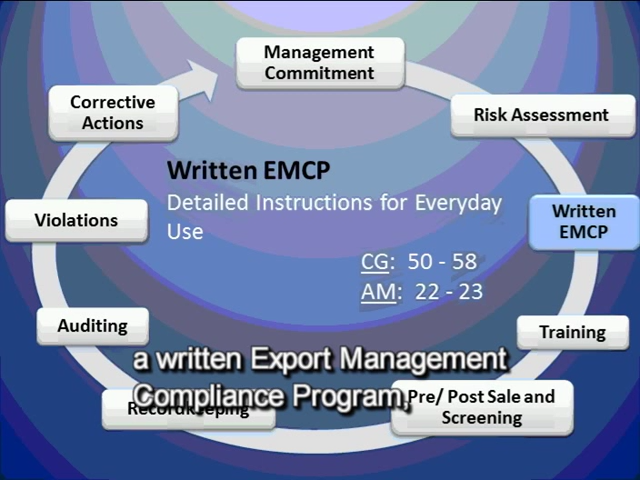 Management
Commitment
Corrective
Actions
Risk Assessment
Written EMCP
Detailed Instructions for Everyday
Use
CG: 50 - 58
AM: 22 - 23
Violations
Written
EMCP
Auditing
Training
a written Export Management
Compliance Program,
Recordkeeping
Pre/ Post Sale and
Screening